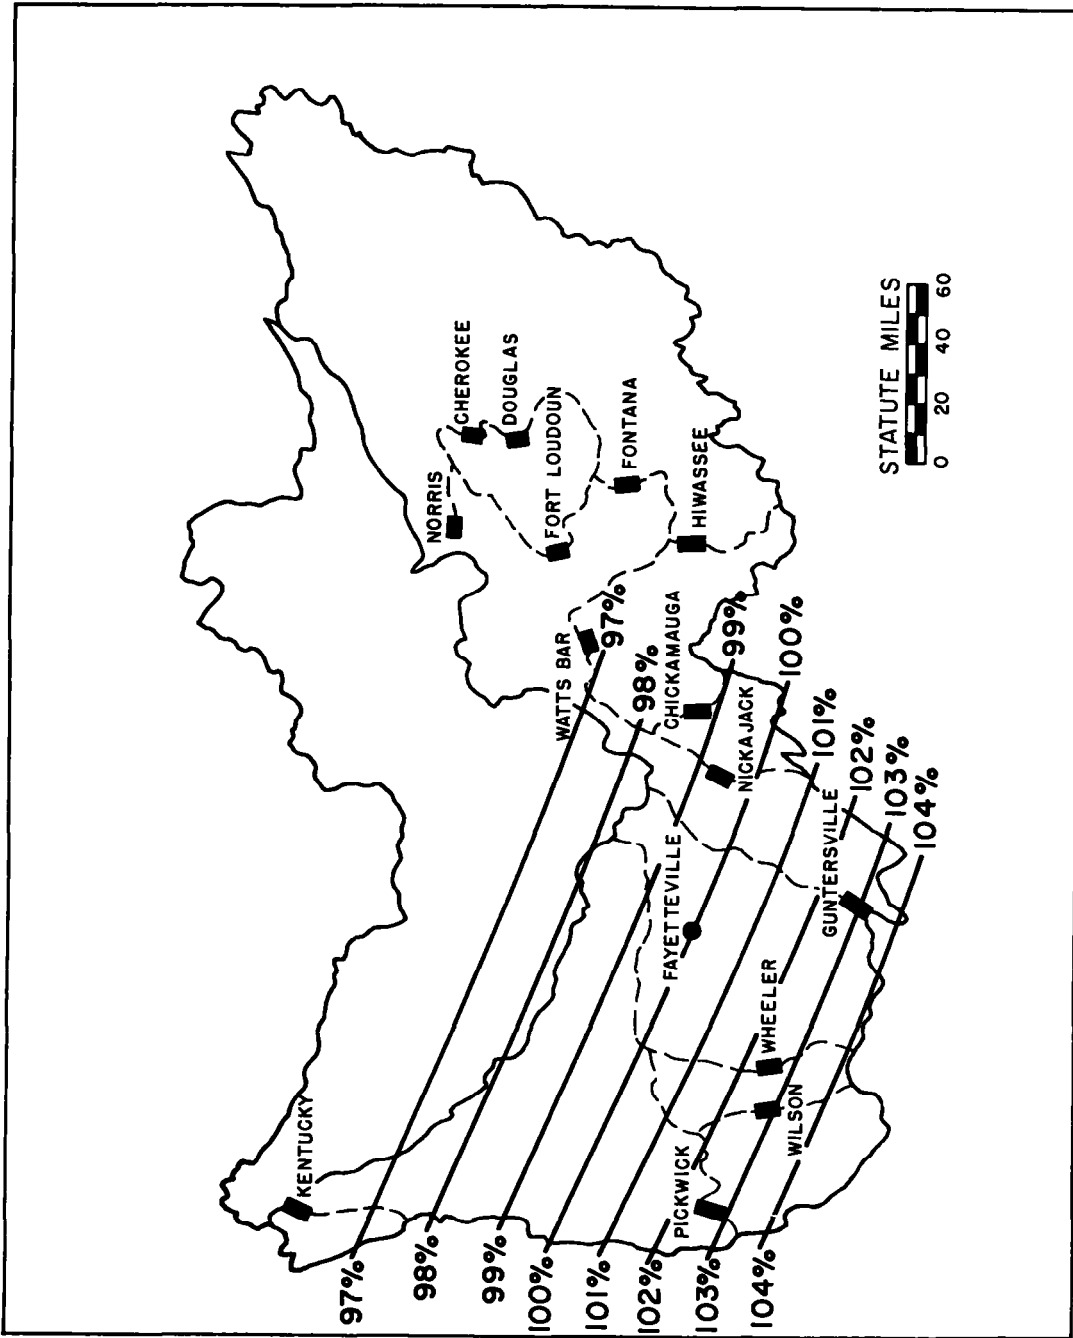 KENTUCKY
NORRIS
CHEROKEE
DOUGLAS
FORT LOUDOUN
FONTANA
HIWASSEE
WATTS BAR
CHICKAMAUGA
NICKAJACK
FAYETTEVILLE
GUNTERSVILLE
WHEELER
WILSON
PICKWICK
97%
98%
99%
100%
101%
102%
103%
104%
97%
98%
99%
100%
101%
102%
103%
104%
STATUTE MILES
0 20 40 60